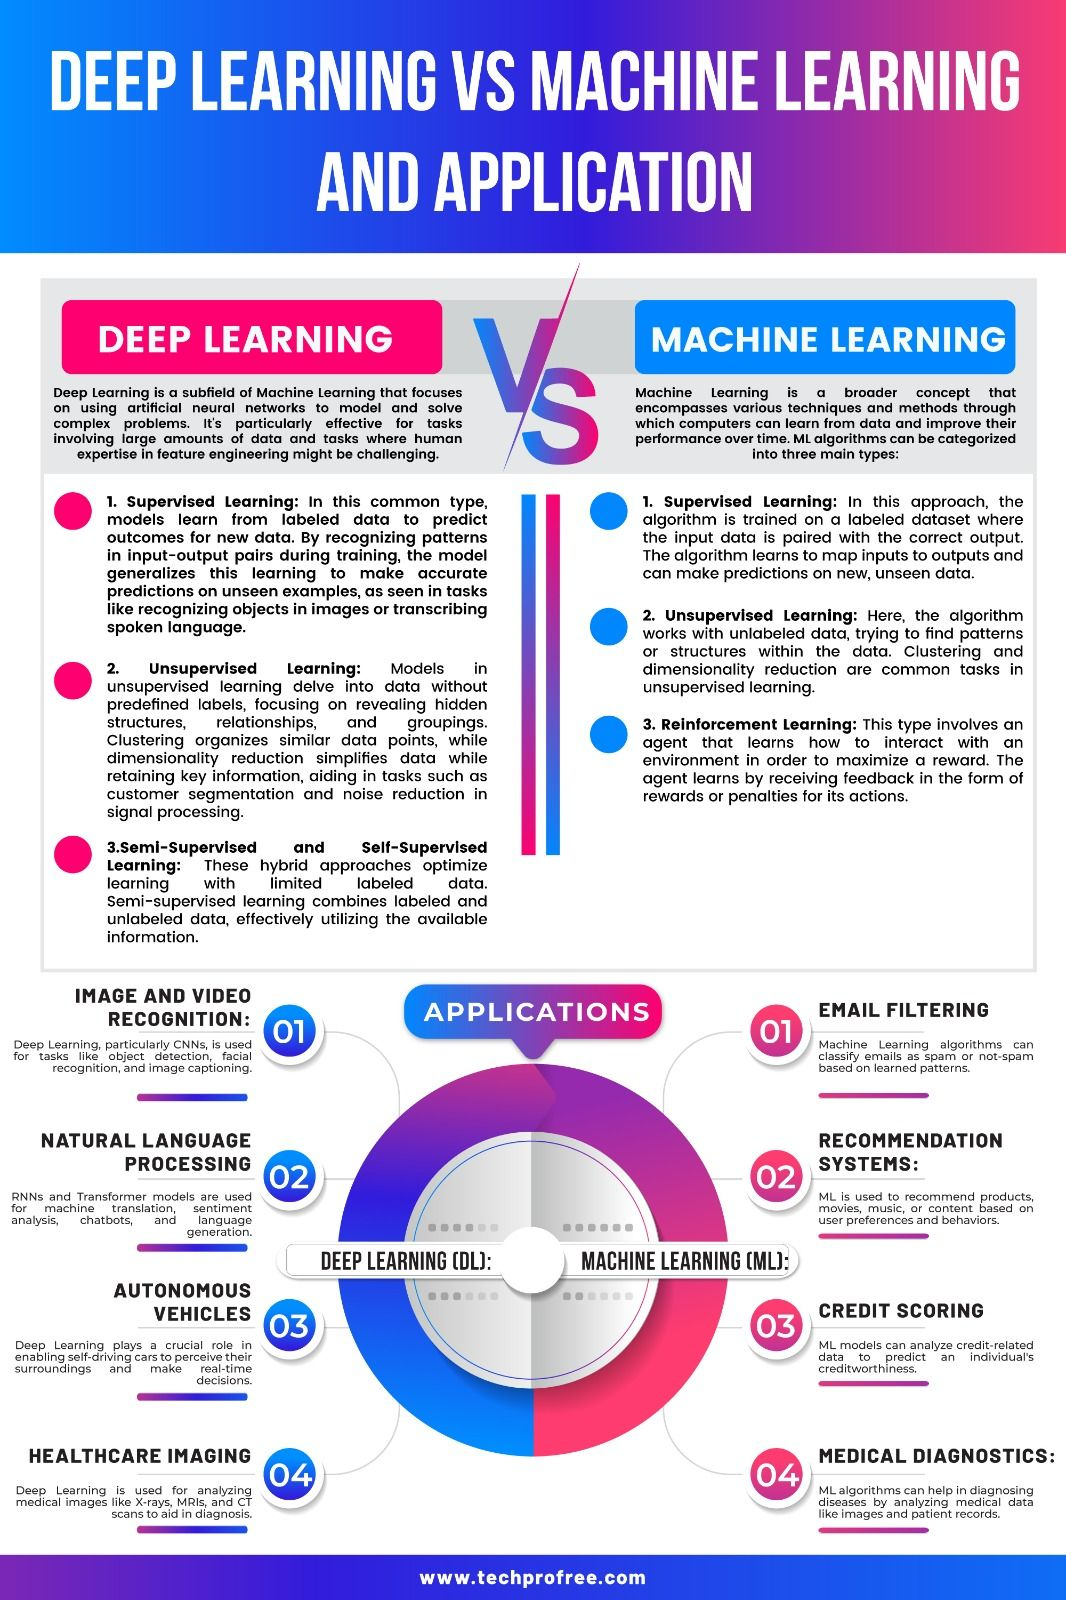 DEEP LEARNING VS MACHINE LEARNING
AND APPLICATION
DEEP LEARNING
VS
MACHINE LEARNING
Deep Learning is a subfield of Machine Learning that focuses
on using artificial neural networks to model and solve
complex problems. It's particularly effective for tasks
involving large amounts of data and tasks where human
expertise in feature engineering might be challenging.
Machine Learning is a broader concept that
encompasses various techniques and methods through
which computers can learn from data and improve their
performance over time. ML algorithms can be categorized
into three main types:
1. Supervised Learning: In this common type,
models learn from labeled data to predict
outcomes for new data. By recognizing patterns
in input-output pairs during training, the model
generalizes this learning to make accurate
predictions on unseen examples, as seen in tasks
like recognizing objects in images or transcribing
spoken language.
2. Unsupervised Learning: Models in
unsupervised learning delve into data without
predefined labels, focusing on revealing hidden
structures, relationships, and groupings.
Clustering organizes similar data points, while
dimensionality reduction simplifies data while
retaining key information, aiding in tasks such as
customer segmentation and noise reduction in
signal processing.
3.Semi-Supervised and Self-Supervised
Learning: These hybrid approaches optimize
learning with limited labeled data.
Semi-supervised learning combines labeled and
unlabeled data, effectively utilizing the available
information.
1. Supervised Learning: In this approach, the
algorithm is trained on a labeled dataset where
the input data is paired with the correct output.
The algorithm learns to map inputs to outputs and
can make predictions on new, unseen data.
2. Unsupervised Learning: Here, the algorithm
works with unlabeled data, trying to find patterns
or structures within the data. Clustering and
dimensionality reduction are common tasks in
unsupervised learning.
3. Reinforcement Learning: This type involves an
agent that learns how to interact with an
environment in order to maximize a reward. The
agent learns by receiving feedback in the form of
rewards or penalties for its actions.
APPLICATIONS
DEEP LEARNING (DL):
MACHINE LEARNING (ML):
IMAGE AND VIDEO
RECOGNITION:
01
Deep Learning, particularly CNNs, is used
for tasks like object detection, facial
recognition, and image captioning.
NATURAL LANGUAGE
PROCESSING
02
RNNs and Transformer models are used
for machine translation, sentiment
analysis, chatbots, and language
generation.
AUTONOMOUS
VEHICLES
03
Deep Learning plays a crucial role in
enabling self-driving cars to perceive their
surroundings and make real-time
decisions.
HEALTHCARE IMAGING
04
Deep Learning is used for analyzing
medical images like X-rays, MRIs, and CT
scans to aid in diagnosis.
01
EMAIL FILTERING
Machine Learning algorithms can
classify emails as spam or not-spam
based on learned patterns.
02
RECOMMENDATION
SYSTEMS:
ML is used to recommend products,
movies, music, or content based on
user preferences and behaviors.
03
CREDIT SCORING
ML models can analyze credit-related
data to predict an individual's
creditworthiness.
04
MEDICAL DIAGNOSTICS:
ML algorithms can help in diagnosing
diseases by analyzing medical data
like images and patient records.
www.techprofree.com